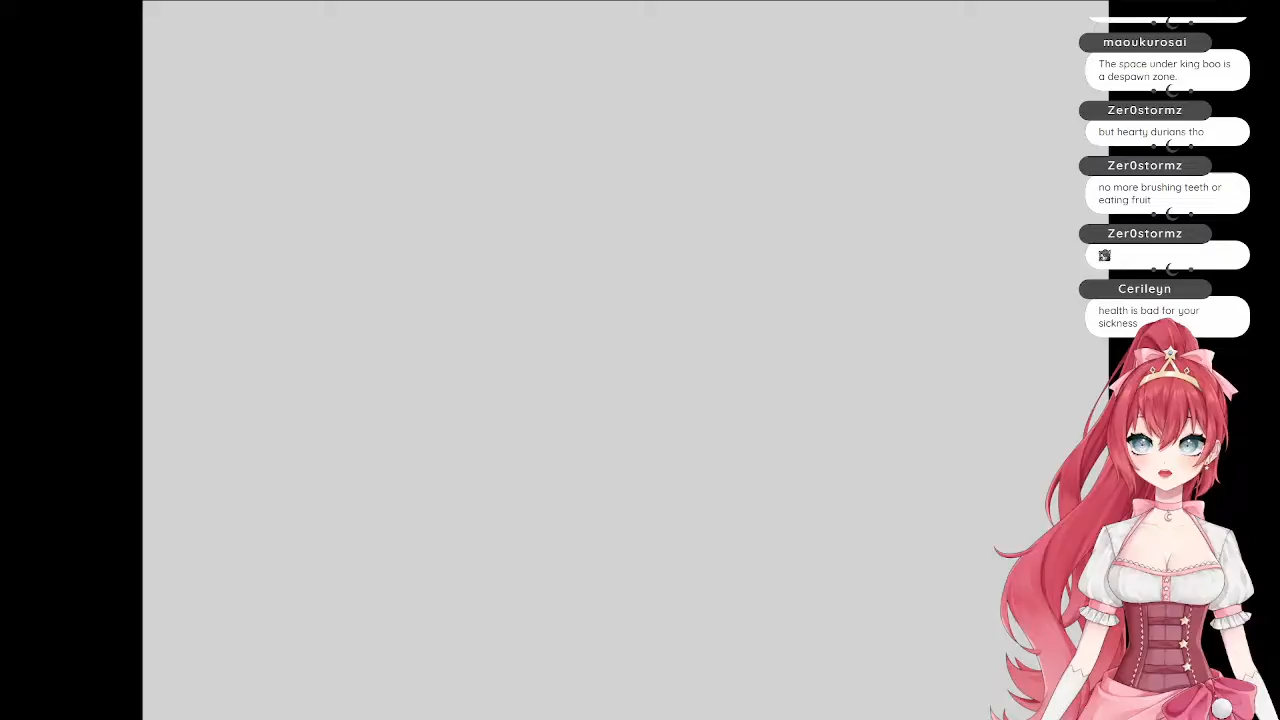 maoukurosai
The space under king boo is
a despawn zone.
Zer0stormz
but hearty durians tho
Zer0stormz
no more brushing teeth or
eating fruit
Zer0stormz
Cerileyn
health is bad for your
sickness